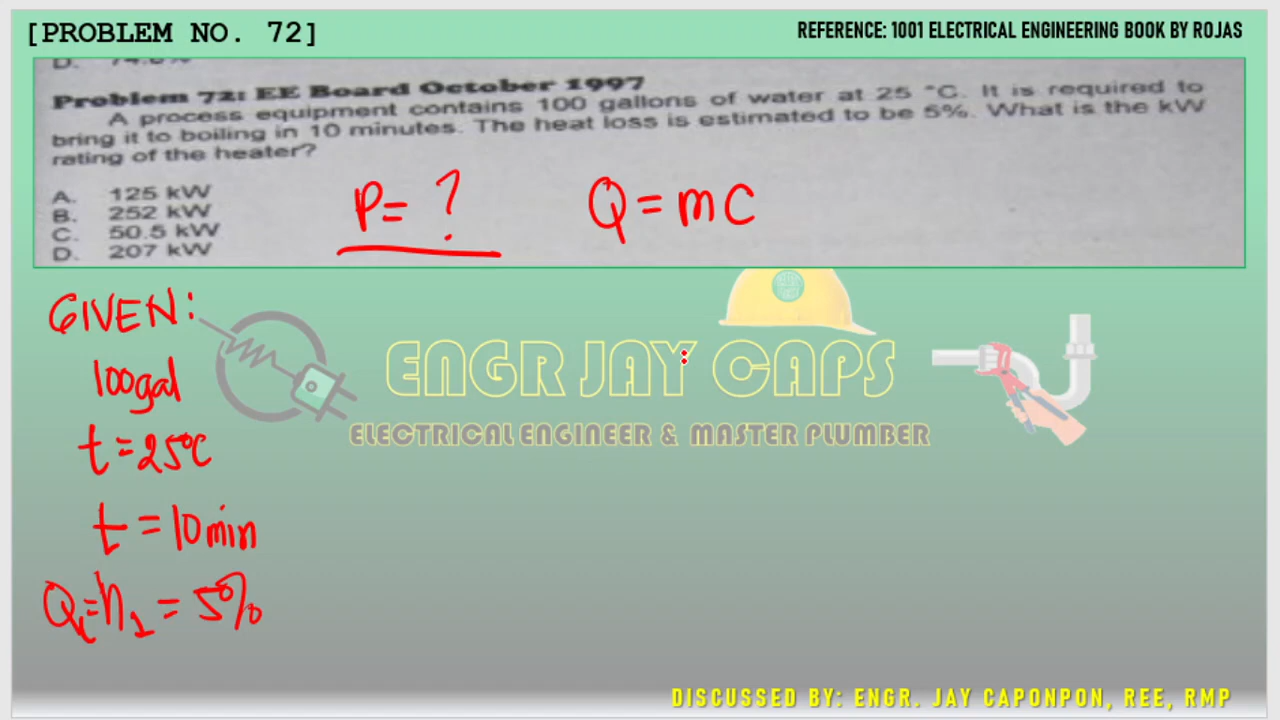 [PROBLEM NO. 72]
REFERENCE: 1001 ELECTRICAL ENGINEERING BOOK BY ROJAS
D.
Problem 72: EE Board October 1997
A process equipment contains 100 gallons of water at 25 °C. It is required to
bring it to boiling in 10 minutes. The heat loss is estimated to be 5%. What is the kW
rating of the heater?
A. 125 kW
B. 252 kW
C. 50.5 kW
D. 207 kW
P= ?
Q = mC
GIVEN:
100gal
t = 25°C
t = 10 min
QL = n1 = 5%
ENGR JAY CAPS
ELECTRICAL ENGINEER & MASTER PLUMBER
DISCUSSED BY: ENGR. JAY CAPONPON, REE, RMP